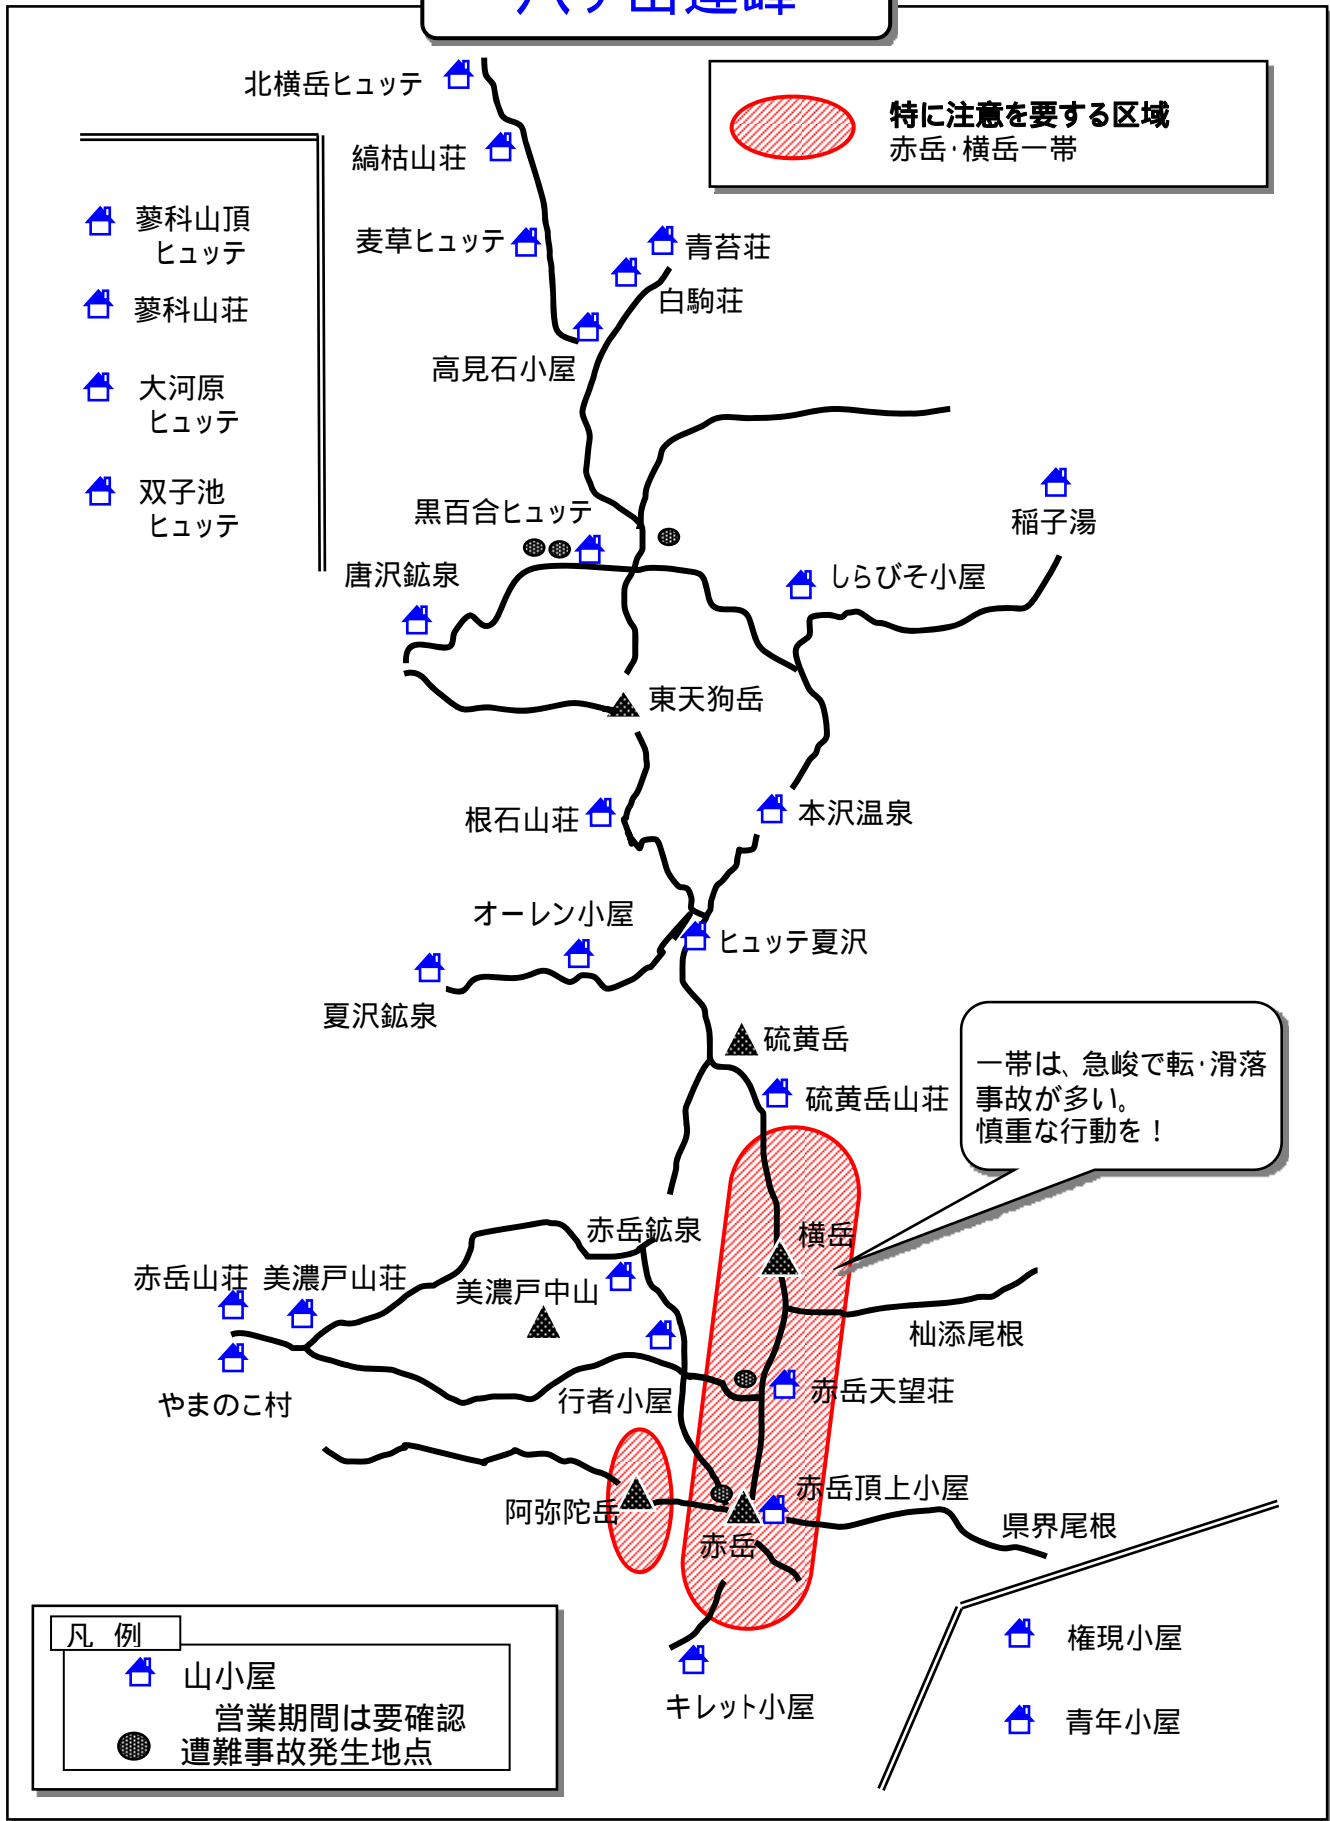 八ヶ岳連峰
特に注意を要する区域
赤岳・横岳一帯
北横岳ヒュッテ
縞枯山荘
蓼科山頂
ヒュッテ
麦草ヒュッテ
青苔荘
白駒荘
蓼科山荘
高見石小屋
大河原
ヒュッテ
双子池
ヒュッテ
黒百合ヒュッテ
稲子湯
唐沢鉱泉
しらびそ小屋
東天狗岳
根石山荘
本沢温泉
オーレン小屋
ヒュッテ夏沢
夏沢鉱泉
硫黄岳
硫黄岳山荘
一帯は、急峻で転・滑落
事故が多い。
慎重な行動を！
赤岳鉱泉
横岳
赤岳山荘
美濃戸山荘
美濃戸中山
杣添尾根
やまのこ村
行者小屋
赤岳天望荘
阿弥陀岳
赤岳頂上小屋
赤岳
県界尾根
キレット小屋
権現小屋
青年小屋
凡 例
山小屋
営業期間は要確認
遭難事故発生地点